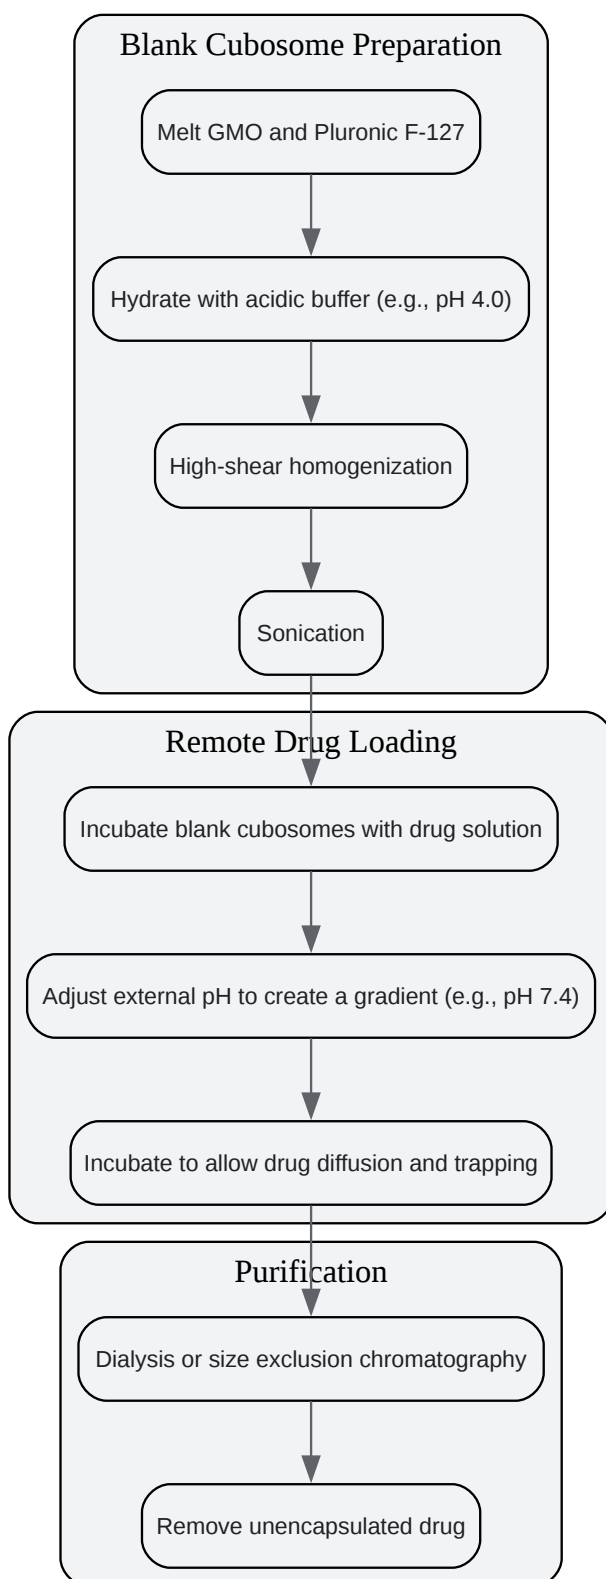 Blank Cubosome Preparation
Melt GMO and Pluronic F-127
Hydrate with acidic buffer (e.g., pH 4.0)
High-shear homogenization
Sonication
Remote Drug Loading
Incubate blank cubosomes with drug solution
Adjust external pH to create a gradient (e.g., pH 7.4)
Incubate to allow drug diffusion and trapping
Purification
Dialysis or size exclusion chromatography
Remove unencapsulated drug